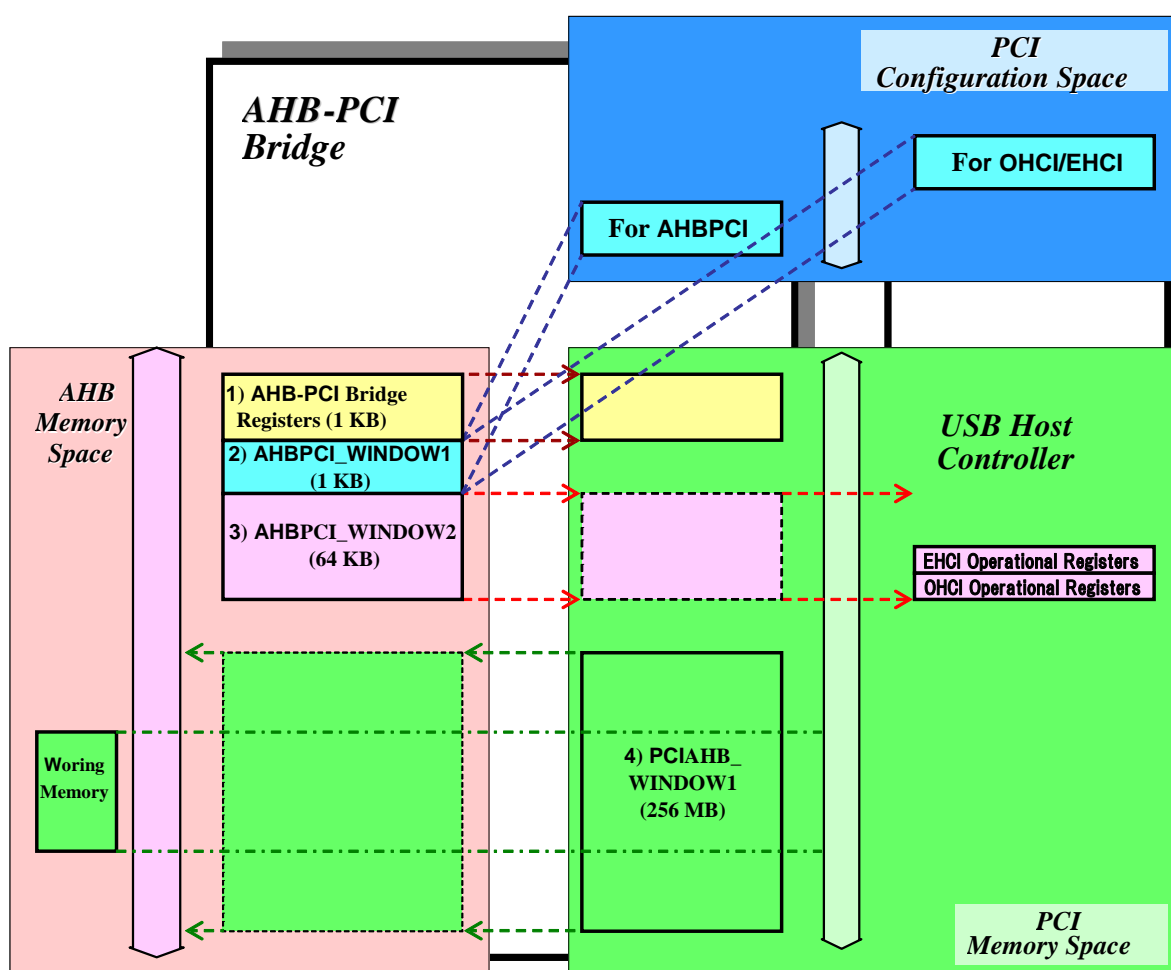 PCI
Configuration Space
AHB-PCI
Bridge
For OHCI/EHCI
For AHBPCI
AHB
Memory
Space
1) AHB-PCI Bridge
Registers (1 KB)
2) AHBPCI_WINDOW1
(1 KB)
3) AHBPCI_WINDOW2
(64 KB)
USB Host
Controller
EHCI Operational Registers
OHCI Operational Registers
Woring
Memory
4) PCIAHB_
WINDOW1
(256 MB)
PCI
Memory Space